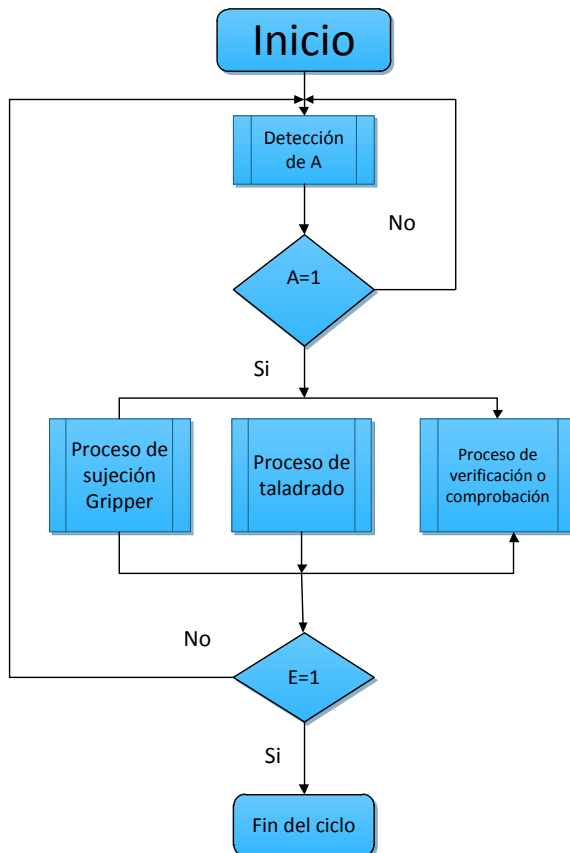 Inicio
Detección
de A
No
A=1
Si
Proceso de
sujeción
Gripper
Proceso de
taladrado
Proceso de
verificación o
comprobación
No
E=1
Si
Fin del ciclo